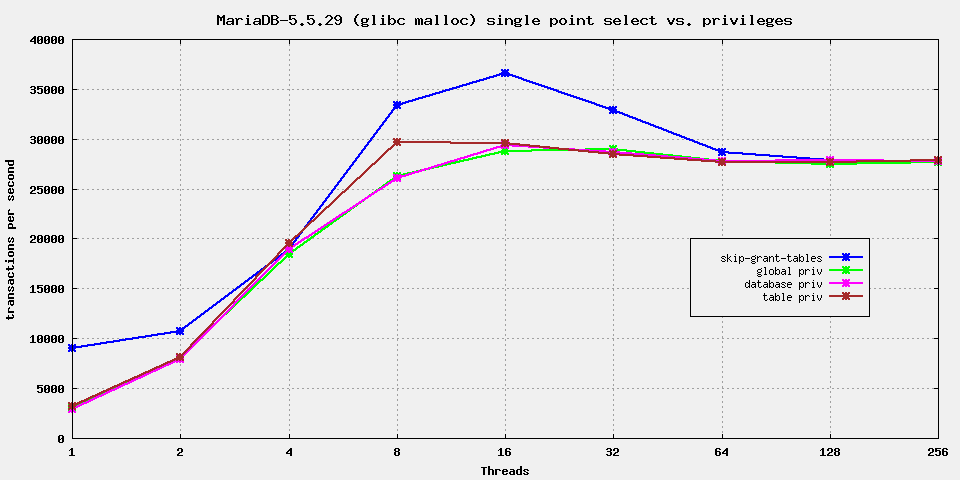 MariaDB-5.5.29 (glibc malloc) single point select vs. privileges
40000
35000
30000
25000
20000
15000
10000
5000
0
transactions per second
skip-grant-tables
global priv
database priv
table priv
1 2 4 8 16 32 64 128 256
Threads